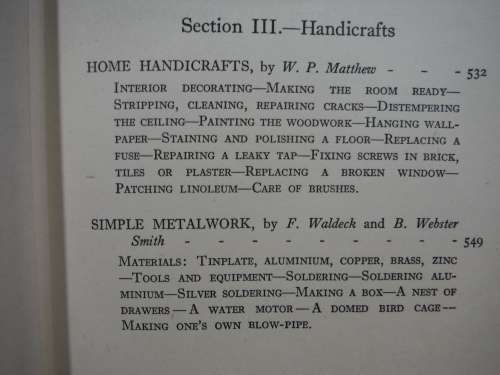 Section III.—Handicrafts
HOME HANDICRAFTS, by W. P. Matthew - - - 532
Interior decorating—Making the room ready—
Stripping, cleaning, repairing cracks—Distempering
the ceiling—Painting the woodwork—Hanging wall-
paper—Staining and polishing a floor—Replacing a
fuse—Repairing a leaky tap—Fixing screws in brick,
tiles or plaster—Replacing a broken window—
Patching linoleum—Care of brushes.
SIMPLE METALWORK, by F. Waldeck and B. Webster
Smith - - - - - - - - - - 549
Materials: Tinplate, aluminium, copper, brass, zinc
—Tools and equipment—Soldering—Soldering alu-
minium—Silver soldering—Making a box—A nest of
drawers—A water motor—A domed bird cage—
Making one's own blow-pipe.